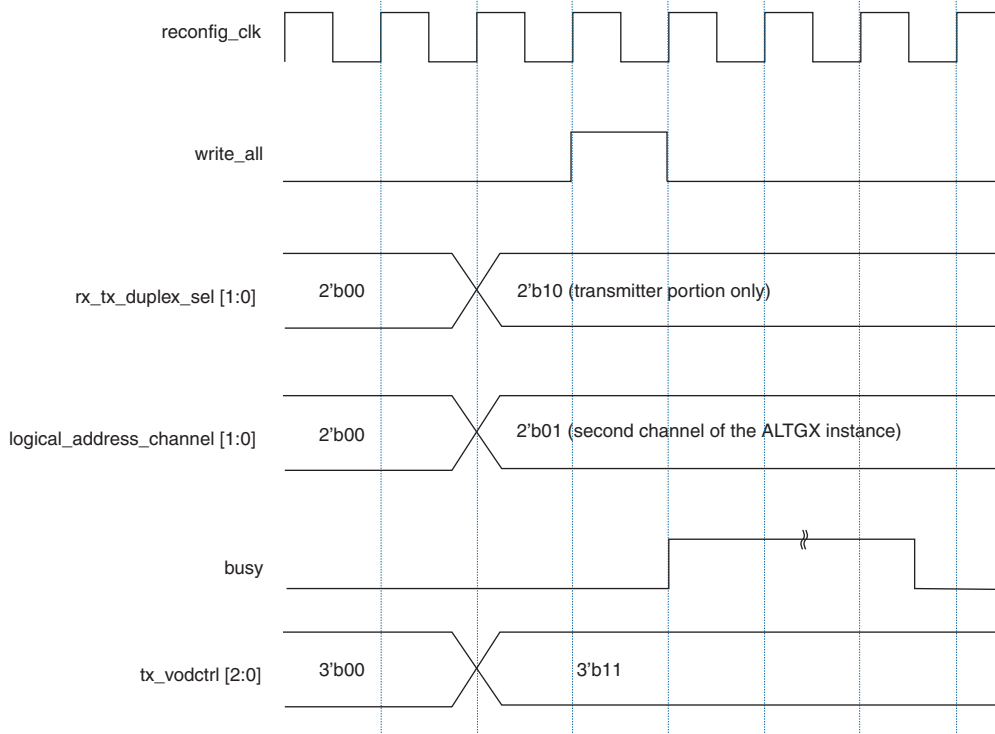 reconfig_clk
write_all
rx_tx_duplex_sel [1:0]
2'b00
2'b10 (transmitter portion only)
logical_address_channel [1:0]
2'b00
2'b01 (second channel of the ALTGX instance)
busy
tx_vodctrl [2:0]
3'b00
3'b11